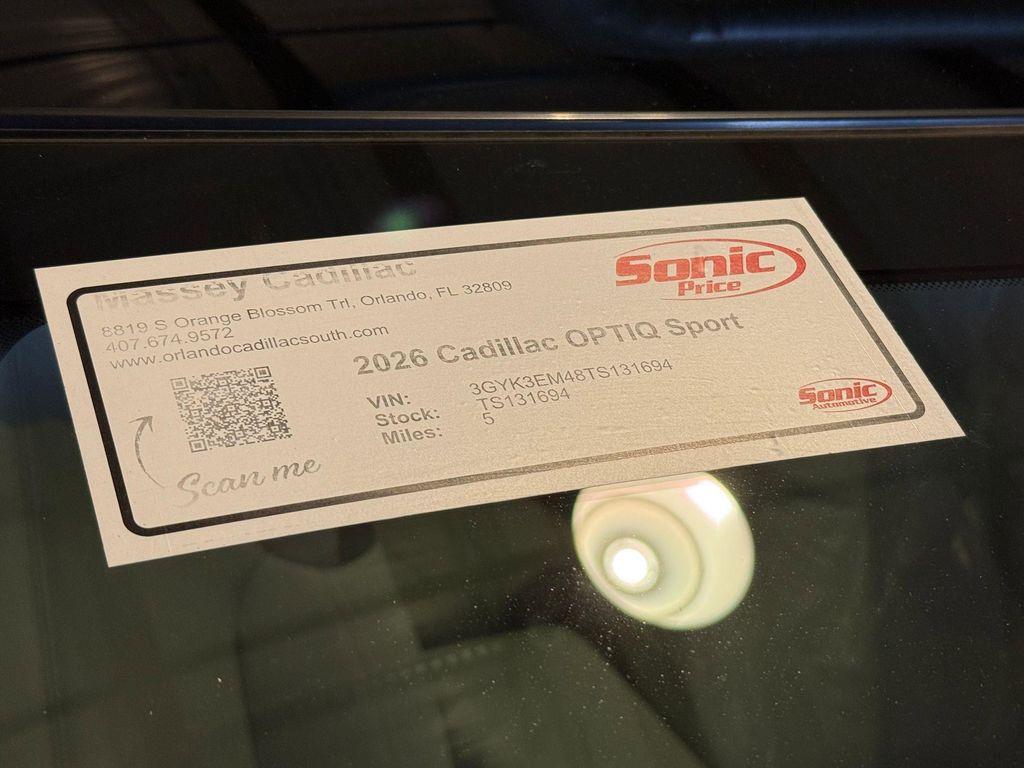 Massey Cadillac
8819 S Orange Blossom Trl, Orlando, FL 32809
407.674.9572
www.orlandocadillacsouth.com
Sonic
Price
2026 Cadillac OPTIQ Sport
VIN: 3GYK3EM48TS131694
Stock: TS131694
Miles: 5
Scan me
Sonic
Automotive